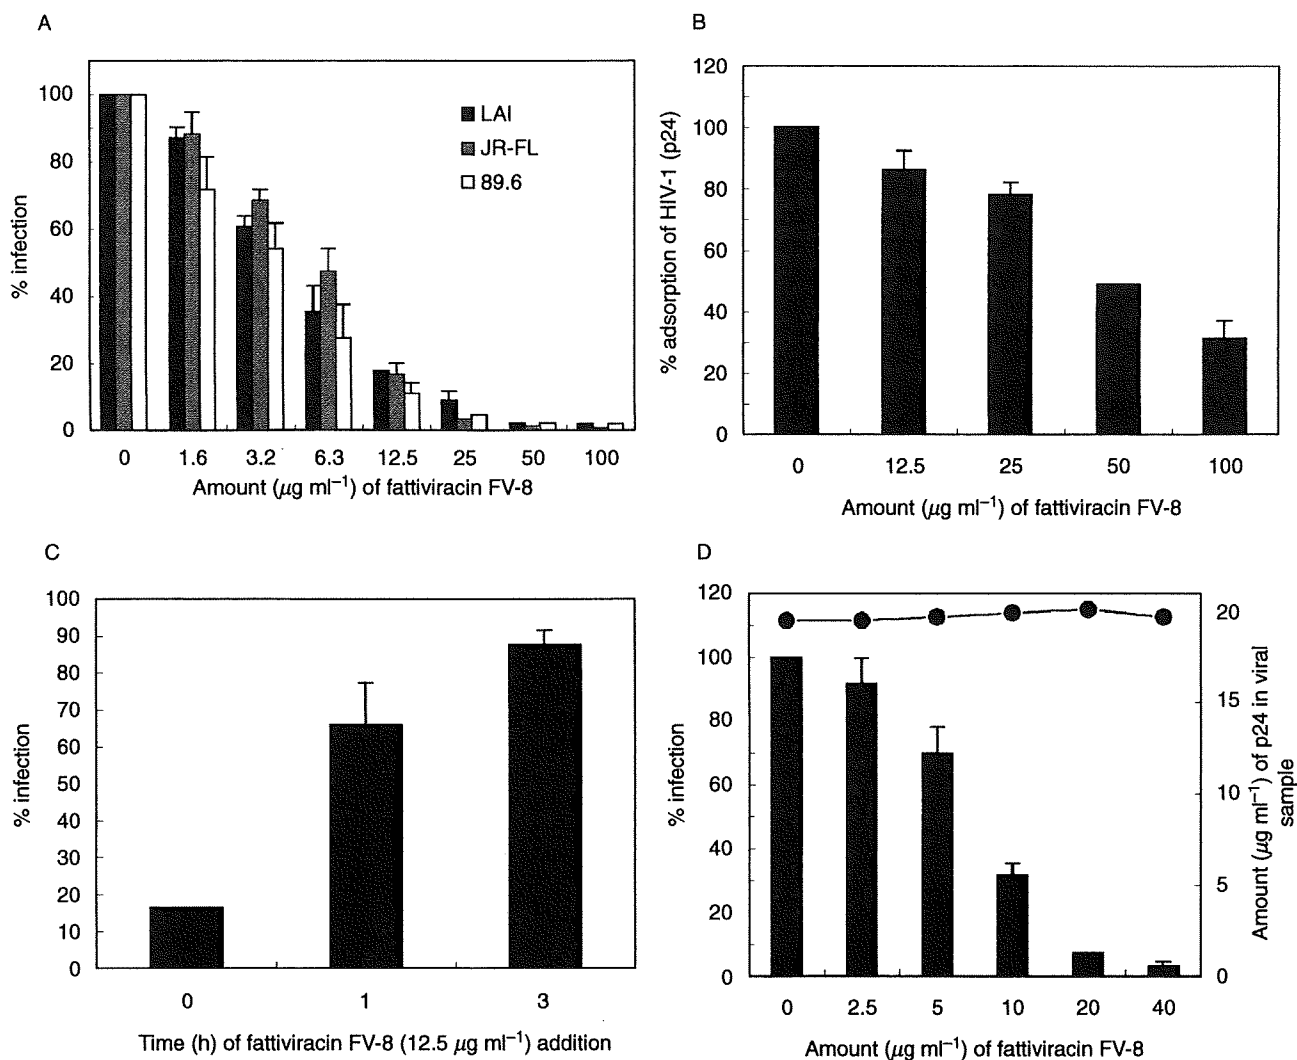 A
% infection
100
80
60
40
20
0
LAI
JR-FL
89.6
0 1.6 3.2 6.3 12.5 25 50 100
Amount (μg ml⁻¹) of fattiviracin FV-8
B
% adsorption of HIV-1 (p24)
120
100
80
60
40
20
0
0 12.5 25 50 100
Amount (μg ml⁻¹) of fattiviracin FV-8
C
% infection
100
90
80
70
60
50
40
30
20
10
0
0 1 3
Time (h) of fattiviracin FV-8 (12.5 μg ml⁻¹) addition
D
% infection
120
100
80
60
40
20
0
20
15
10
5
0
Amount (μg ml⁻¹) of p24 in viral
sample
0 2.5 5 10 20 40
Amount (μg ml⁻¹) of fattiviracin FV-8